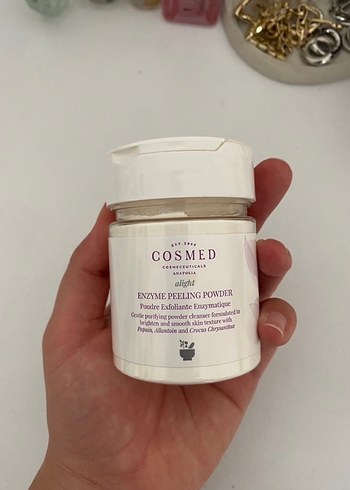 EST. 1989
COSMED
COSMECEUTICALS
ANATOLIA
alight
ENZYME PEELING POWDER
Poudre Exfoliante Enzymatique
Gentle purifying powder cleanser formulated to
brighten and smooth skin texture with
Papain, Allantoin and Crocus Chrysanthus